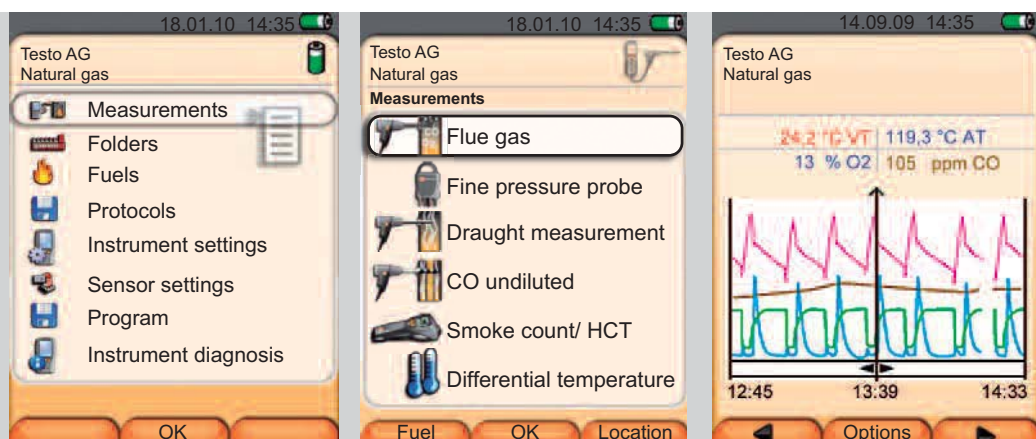 18.01.10 14:35
Testo AG
Natural gas
Measurements
Folders
Fuels
Protocols
Instrument settings
Sensor settings
Program
Instrument diagnosis
OK
18.01.10 14:35
Testo AG
Natural gas
Measurements
Flue gas
Fine pressure probe
Draught measurement
CO undiluted
Smoke count/ HCT
Differential temperature
Fuel OK Location
14.09.09 14:35
Testo AG
Natural gas
24,2 °C VT 119,3 °C AT
13 % O2 105 ppm CO
12:45 13:39 14:33
Options